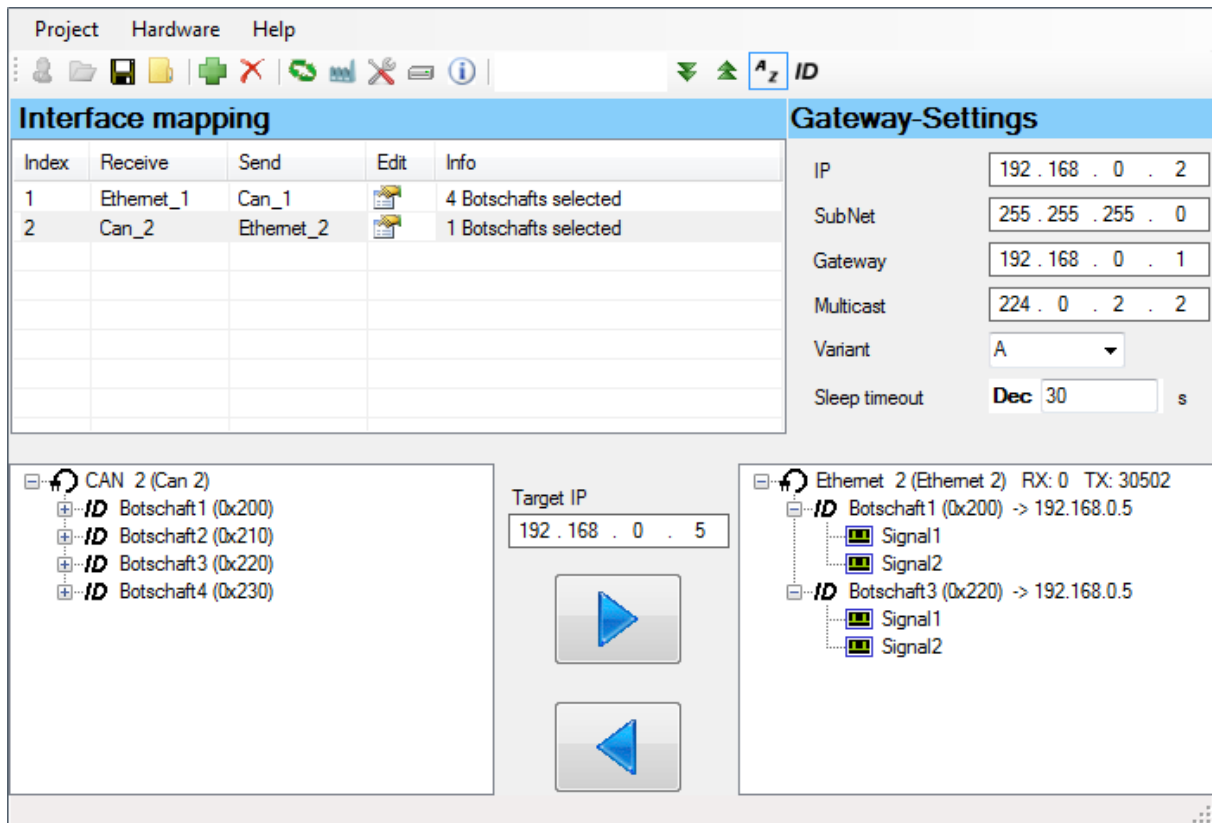 Project Hardware Help
A Z ID
Interface mapping
Index Receive Send Edit Info
1 Ethernet_1 Can_1 4 Botschafts selected
2 Can_2 Ethernet_2 1 Botschafts selected
Gateway-Settings
IP 192 . 168 . 0 . 2
SubNet 255 . 255 . 255 . 0
Gateway 192 . 168 . 0 . 1
Multicast 224 . 0 . 2 . 2
Variant A
Sleep timeout Dec 30 s
CAN 2 (Can 2)
ID Botschaft1 (0x200)
ID Botschaft2 (0x210)
ID Botschaft3 (0x220)
ID Botschaft4 (0x230)
Target IP
192 . 168 . 0 . 5
Ethernet 2 (Ethernet 2) RX: 0 TX: 30502
ID Botschaft1 (0x200) -> 192.168.0.5
Signal1
Signal2
ID Botschaft3 (0x220) -> 192.168.0.5
Signal1
Signal2